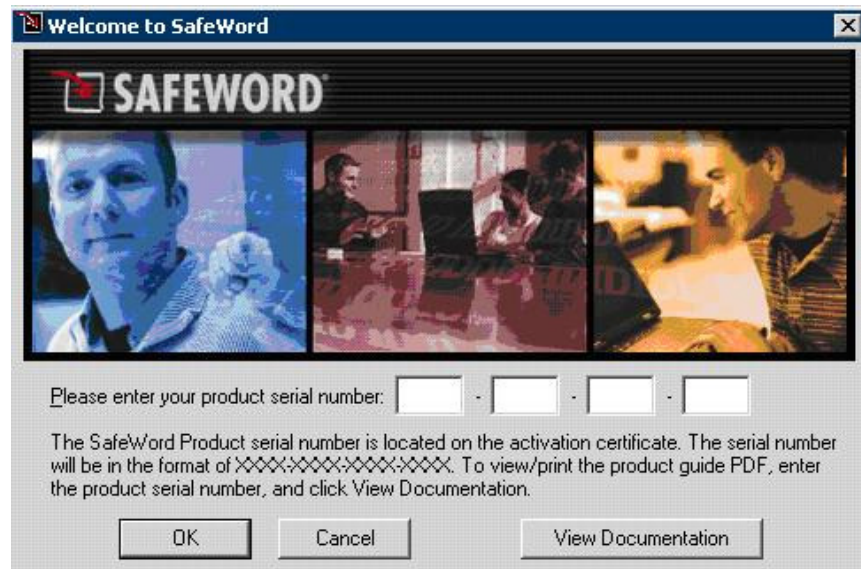 Welcome to SafeWord
SAFEWORD
Please enter your product serial number: - - -
The SafeWord Product serial number is located on the activation certificate. The serial number
will be in the format of XXXX-XXXX-XXXX-XXXX. To view/print the product guide PDF, enter
the product serial number, and click View Documentation.
OK Cancel View Documentation